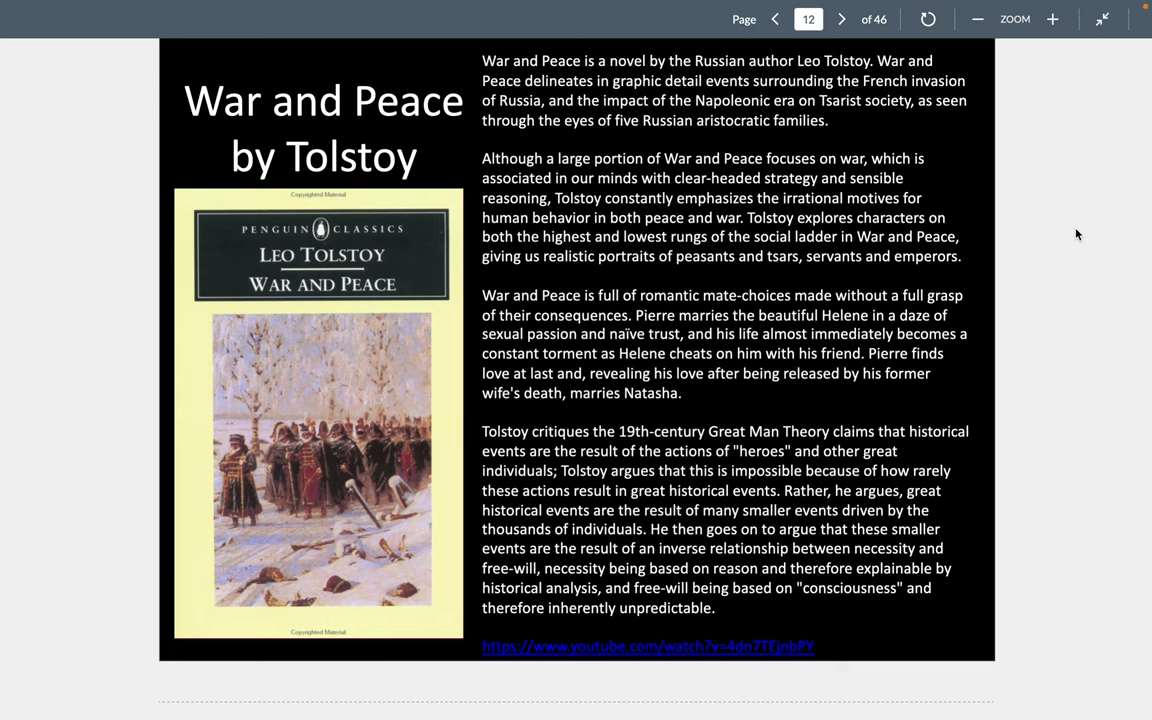 Page 12 of 46 ZOOM
War and Peace
by Tolstoy
Copyrighted Material
PENGUIN CLASSICS
LEO TOLSTOY
WAR AND PEACE
Copyrighted Material
War and Peace is a novel by the Russian author Leo Tolstoy. War and
Peace delineates in graphic detail events surrounding the French invasion
of Russia, and the impact of the Napoleonic era on Tsarist society, as seen
through the eyes of five Russian aristocratic families.
Although a large portion of War and Peace focuses on war, which is
associated in our minds with clear-headed strategy and sensible
reasoning, Tolstoy constantly emphasizes the irrational motives for
human behavior in both peace and war. Tolstoy explores characters on
both the highest and lowest rungs of the social ladder in War and Peace,
giving us realistic portraits of peasants and tsars, servants and emperors.
War and Peace is full of romantic mate-choices made without a full grasp
of their consequences. Pierre marries the beautiful Helene in a daze of
sexual passion and naïve trust, and his life almost immediately becomes a
constant torment as Helene cheats on him with his friend. Pierre finds
love at last and, revealing his love after being released by his former
wife's death, marries Natasha.
Tolstoy critiques the 19th-century Great Man Theory claims that historical
events are the result of the actions of "heroes" and other great
individuals; Tolstoy argues that this is impossible because of how rarely
these actions result in great historical events. Rather, he argues, great
historical events are the result of many smaller events driven by the
thousands of individuals. He then goes on to argue that these smaller
events are the result of an inverse relationship between necessity and
free-will, necessity being based on reason and therefore explainable by
historical analysis, and free-will being based on "consciousness" and
therefore inherently unpredictable.
https://www.youtube.com/watch?v=4dn7TEjnbPY